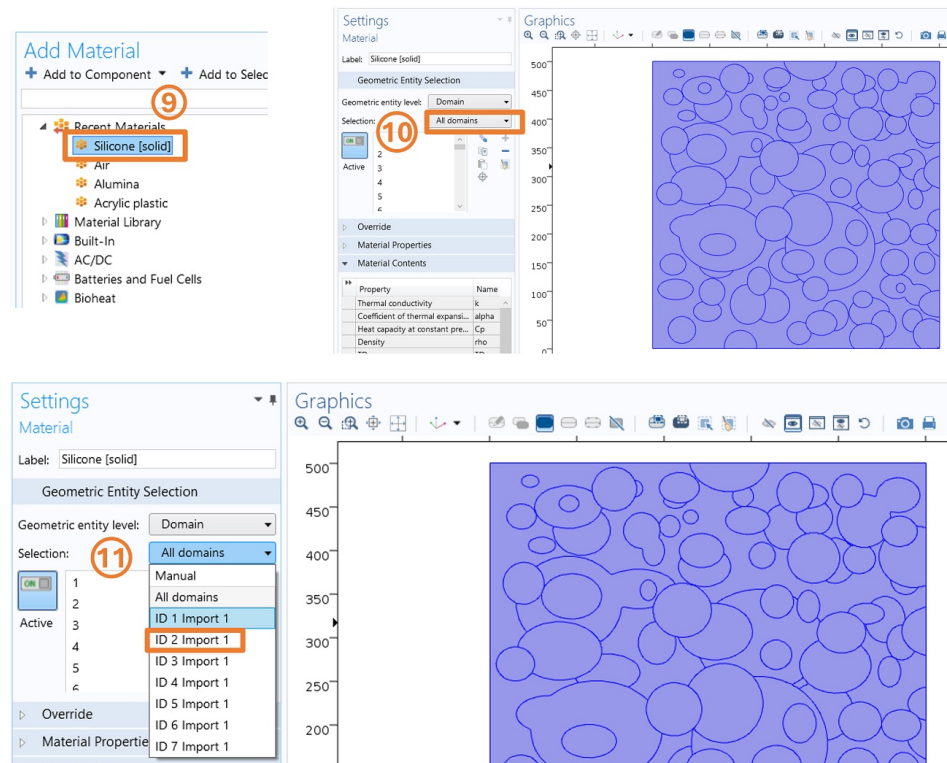 Add Material
+ Add to Component + Add to Selec
9
Recent Materials
Silicone [solid]
Air
Alumina
Acrylic plastic
Material Library
Built-In
AC/DC
Batteries and Fuel Cells
Bioheat
Settings
Material
Label: Silicone [solid]
Geometric Entity Selection
Geometric entity level: Domain
Selection: All domains
10
ON
2
Active 3
4
5
6
Override
Material Properties
Material Contents
Property Name
Thermal conductivity k
Coefficient of thermal expansi... alpha
Heat capacity at constant pre... Cp
Density rho
Graphics
500
450
400
350
300
250
200
150
100
50
0
Settings
Material
Label: Silicone [solid]
Geometric Entity Selection
Geometric entity level: Domain
Selection: 11 All domains
ON 1
2
Active 3
4
5
6
Manual
All domains
ID 1 Import 1
ID 2 Import 1
ID 3 Import 1
ID 4 Import 1
ID 5 Import 1
ID 6 Import 1
ID 7 Import 1
Override
Material Propertie
Graphics
500
450
400
350
300
250
200